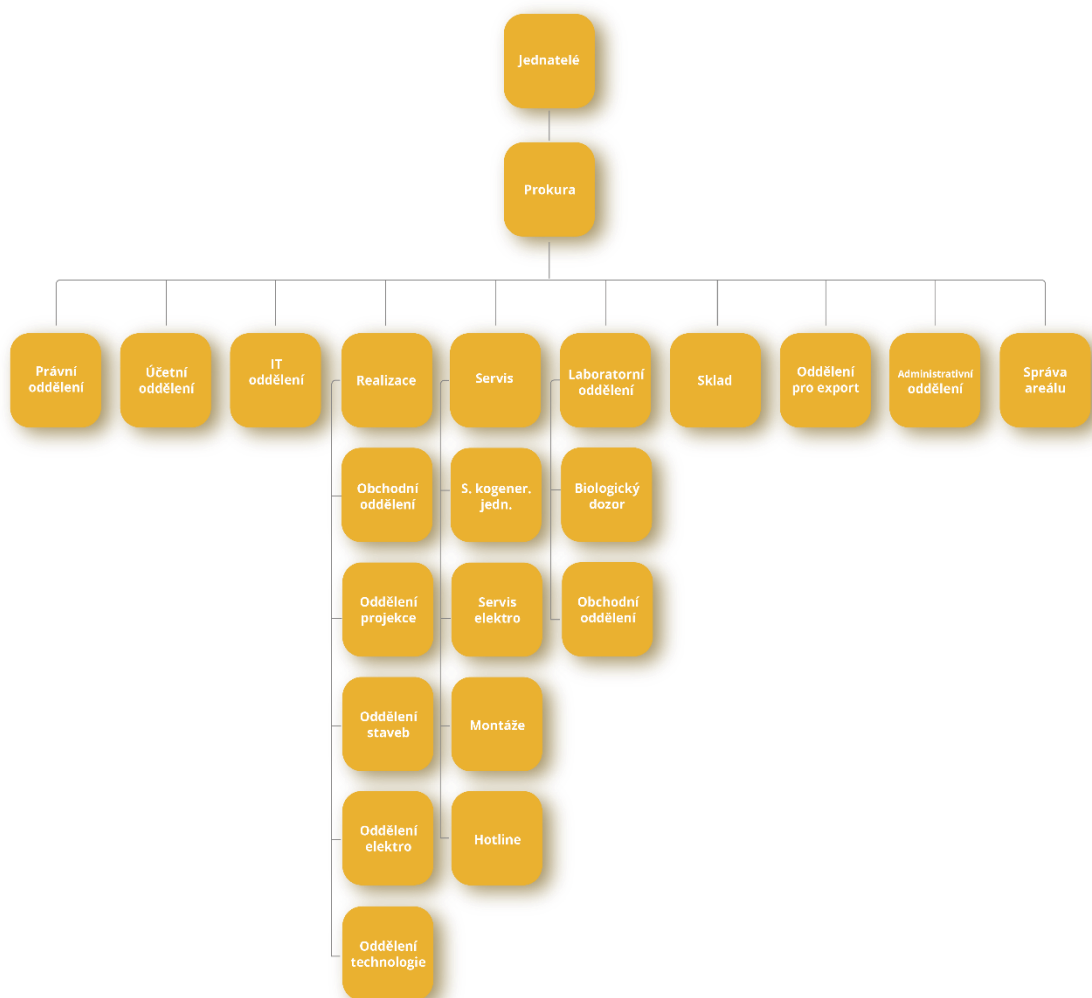 Jednatelé
Prokura
Právní
oddělení
Účetní
oddělení
IT
oddělení
Realizace
Servis
Laboratorní
oddělení
Sklad
Oddělení
pro export
Administrativní
oddělení
Správa
areálu
Obchodní
oddělení
S. kogener.
jedn.
Biologický
dozor
Oddělení
projekce
Servis
elektro
Obchodní
oddělení
Oddělení
staveb
Montáže
Oddělení
elektro
Hotline
Oddělení
technologie